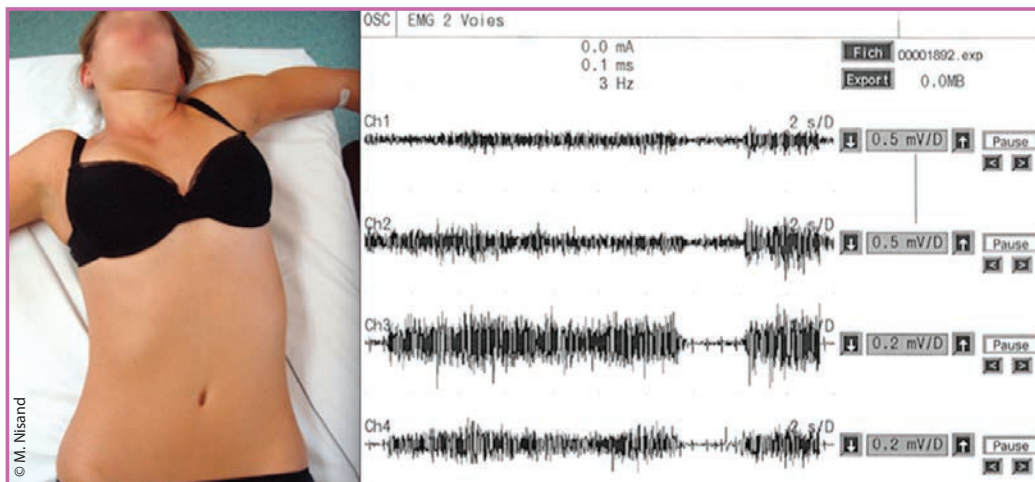 OSC EMG 2 Voies
0.0 mA
0.1 ms
3 Hz
Fich 00001892.exp
Export 0.0MB
Ch1
2 s/D
0.5 mV/D
Pause
Ch2
2 s/D
0.5 mV/D
Pause
Ch3
/D
0.2 mV/D
Pause
Ch4
2 s/D
0.2 mV/D
Pause
© M. Nisand